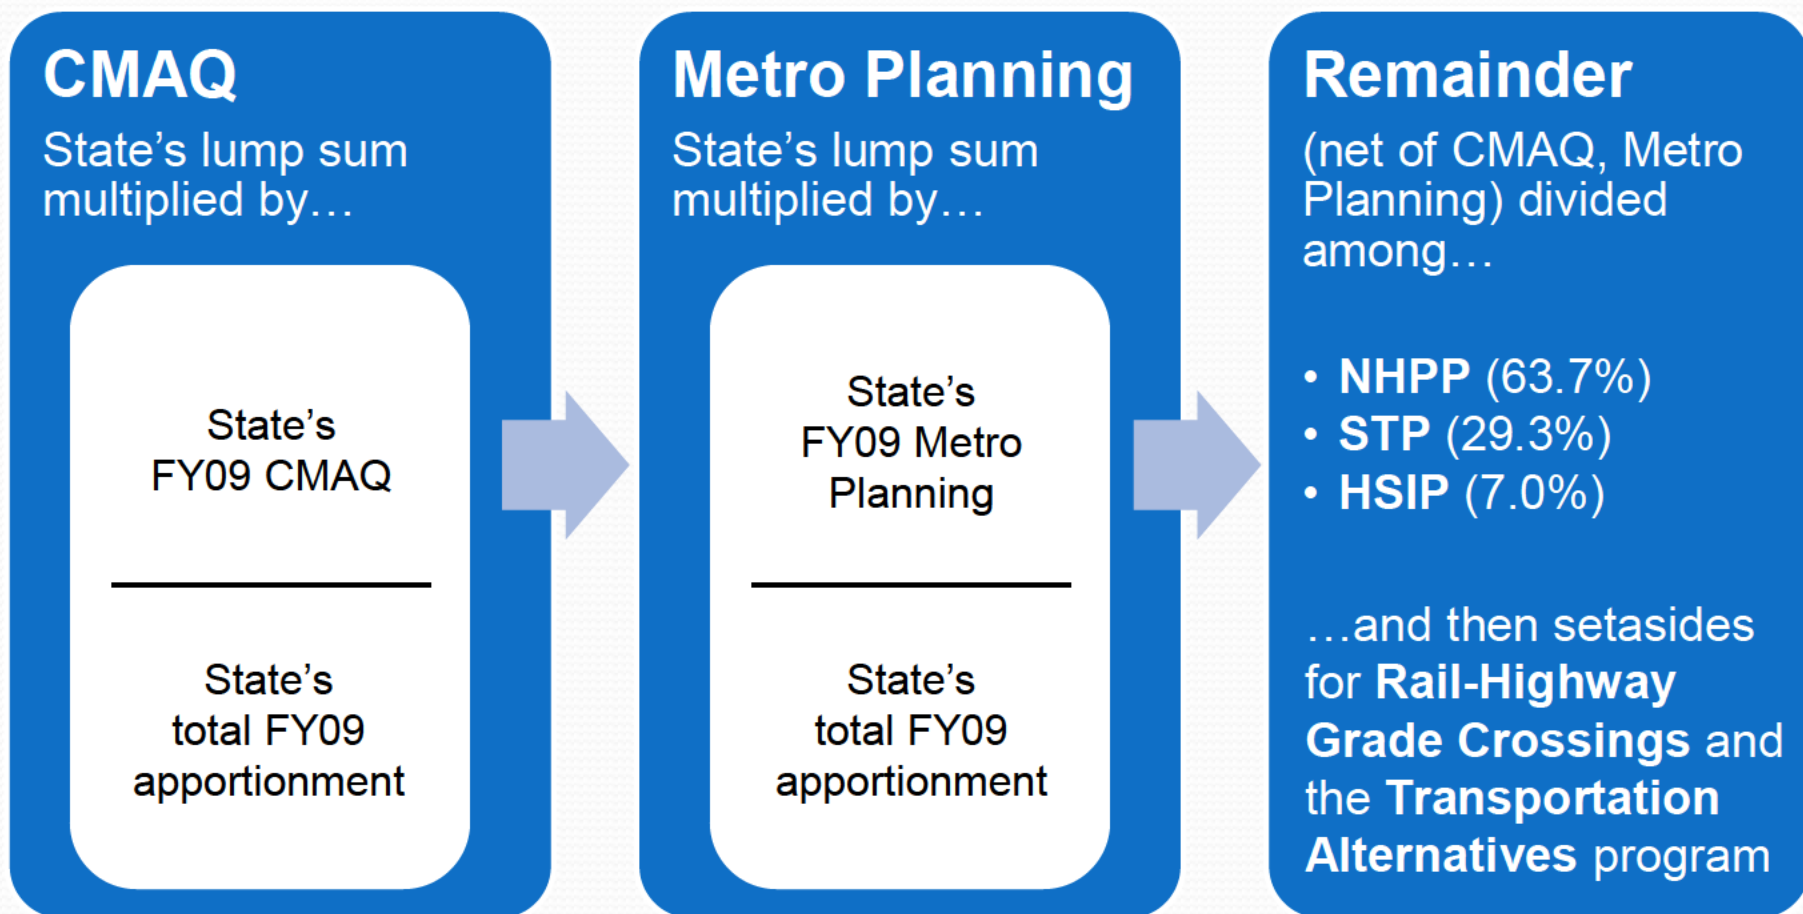 CMAQ
State’s lump sum
multiplied by…
State’s
FY09 CMAQ
State’s
total FY09
apportionment
Metro Planning
State’s lump sum
multiplied by…
State’s
FY09 Metro
Planning
State’s
total FY09
apportionment
Remainder
(net of CMAQ, Metro
Planning) divided
among…
• NHPP (63.7%)
• STP (29.3%)
• HSIP (7.0%)
…and then setasides
for Rail-Highway
Grade Crossings and
the Transportation
Alternatives program